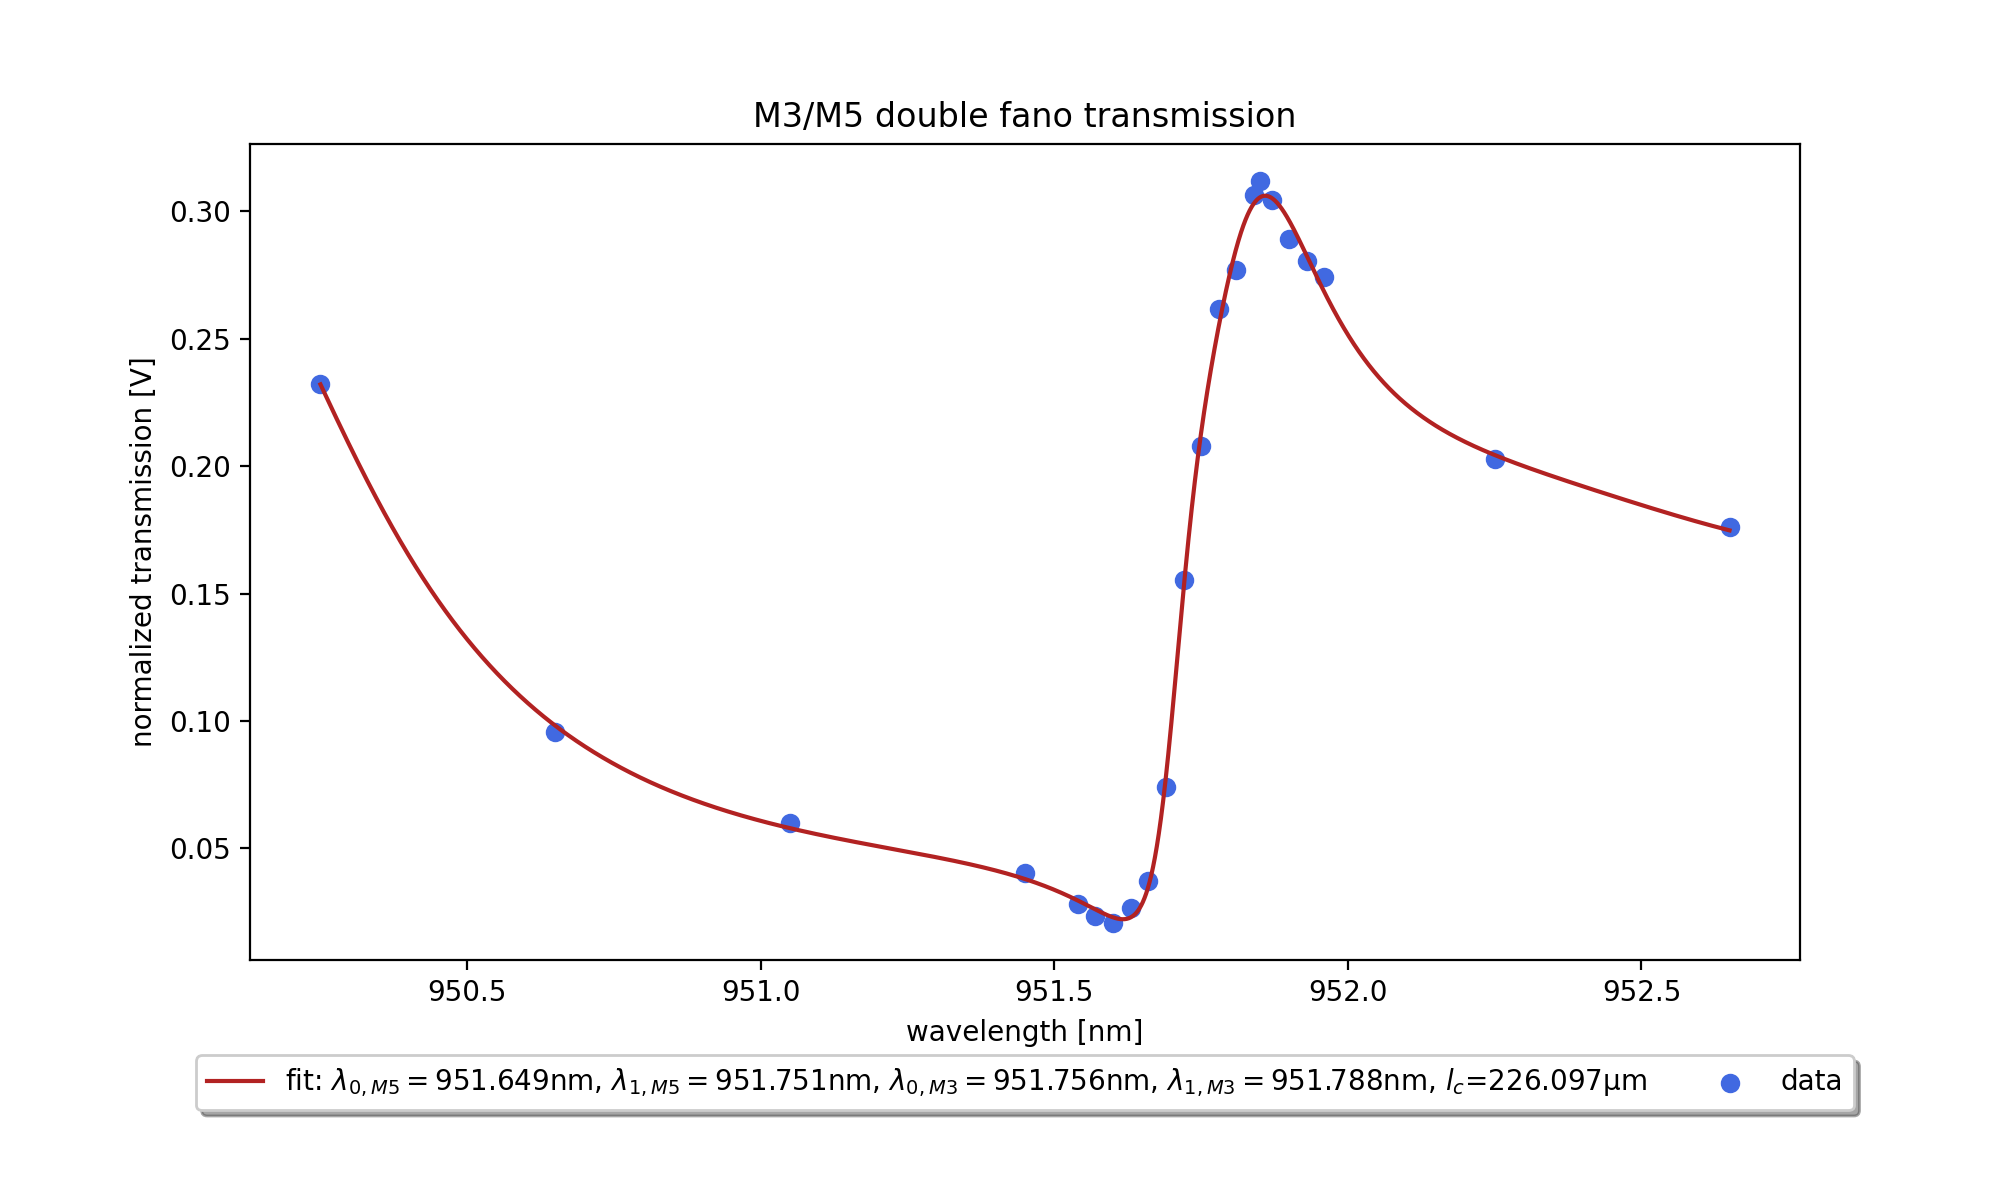 M3/M5 double fano transmission
normalized transmission [V]
0.30
0.25
0.20
0.15
0.10
0.05
950.5 951.0 951.5 952.0 952.5
wavelength [nm]
fit: λ0,M5 = 951.649nm, λ1,M5 = 951.751nm, λ0,M3 = 951.756nm, λ1,M3 = 951.788nm, lc=226.097µm data